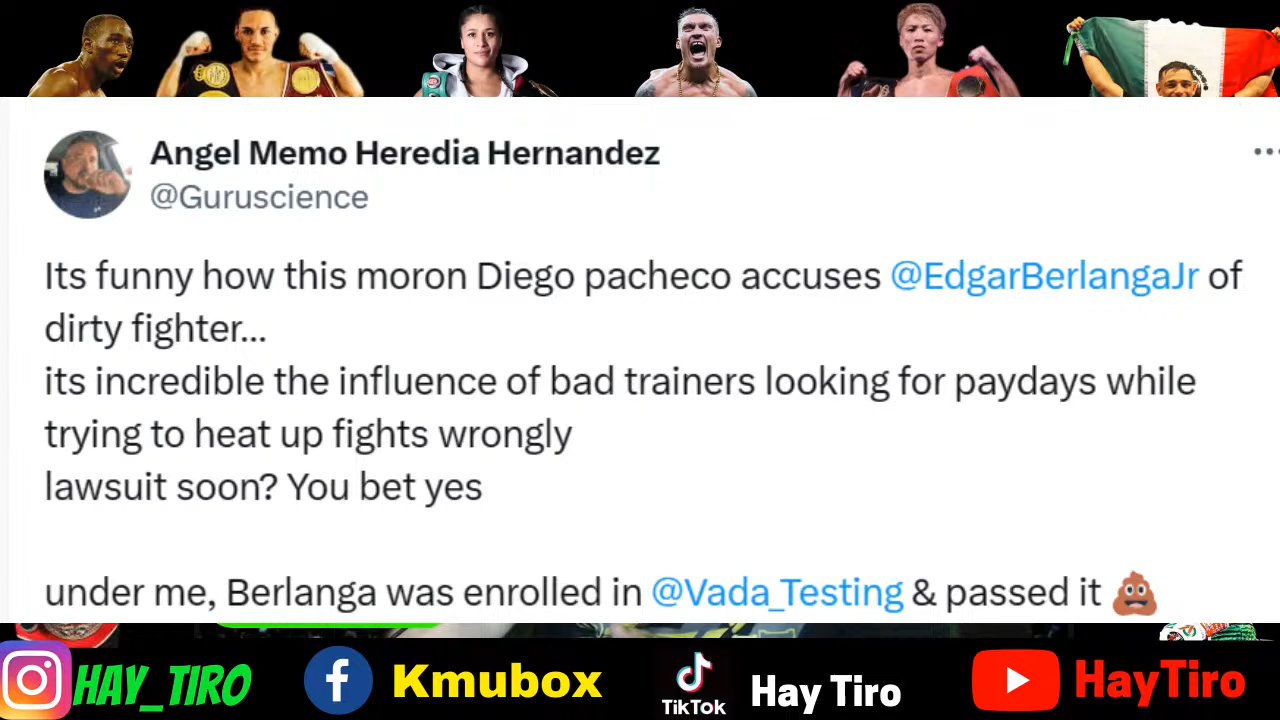 Angel Memo Heredia Hernandez
@Guruscience
Its funny how this moron Diego pacheco accuses @EdgarBerlangaJr of
dirty fighter...
its incredible the influence of bad trainers looking for paydays while
trying to heat up fights wrongly
lawsuit soon? You bet yes
under me, Berlanga was enrolled in @Vada_Testing & passed it 💩
HAY_TIRO
Kmubox
TikTok
Hay Tiro
HayTiro